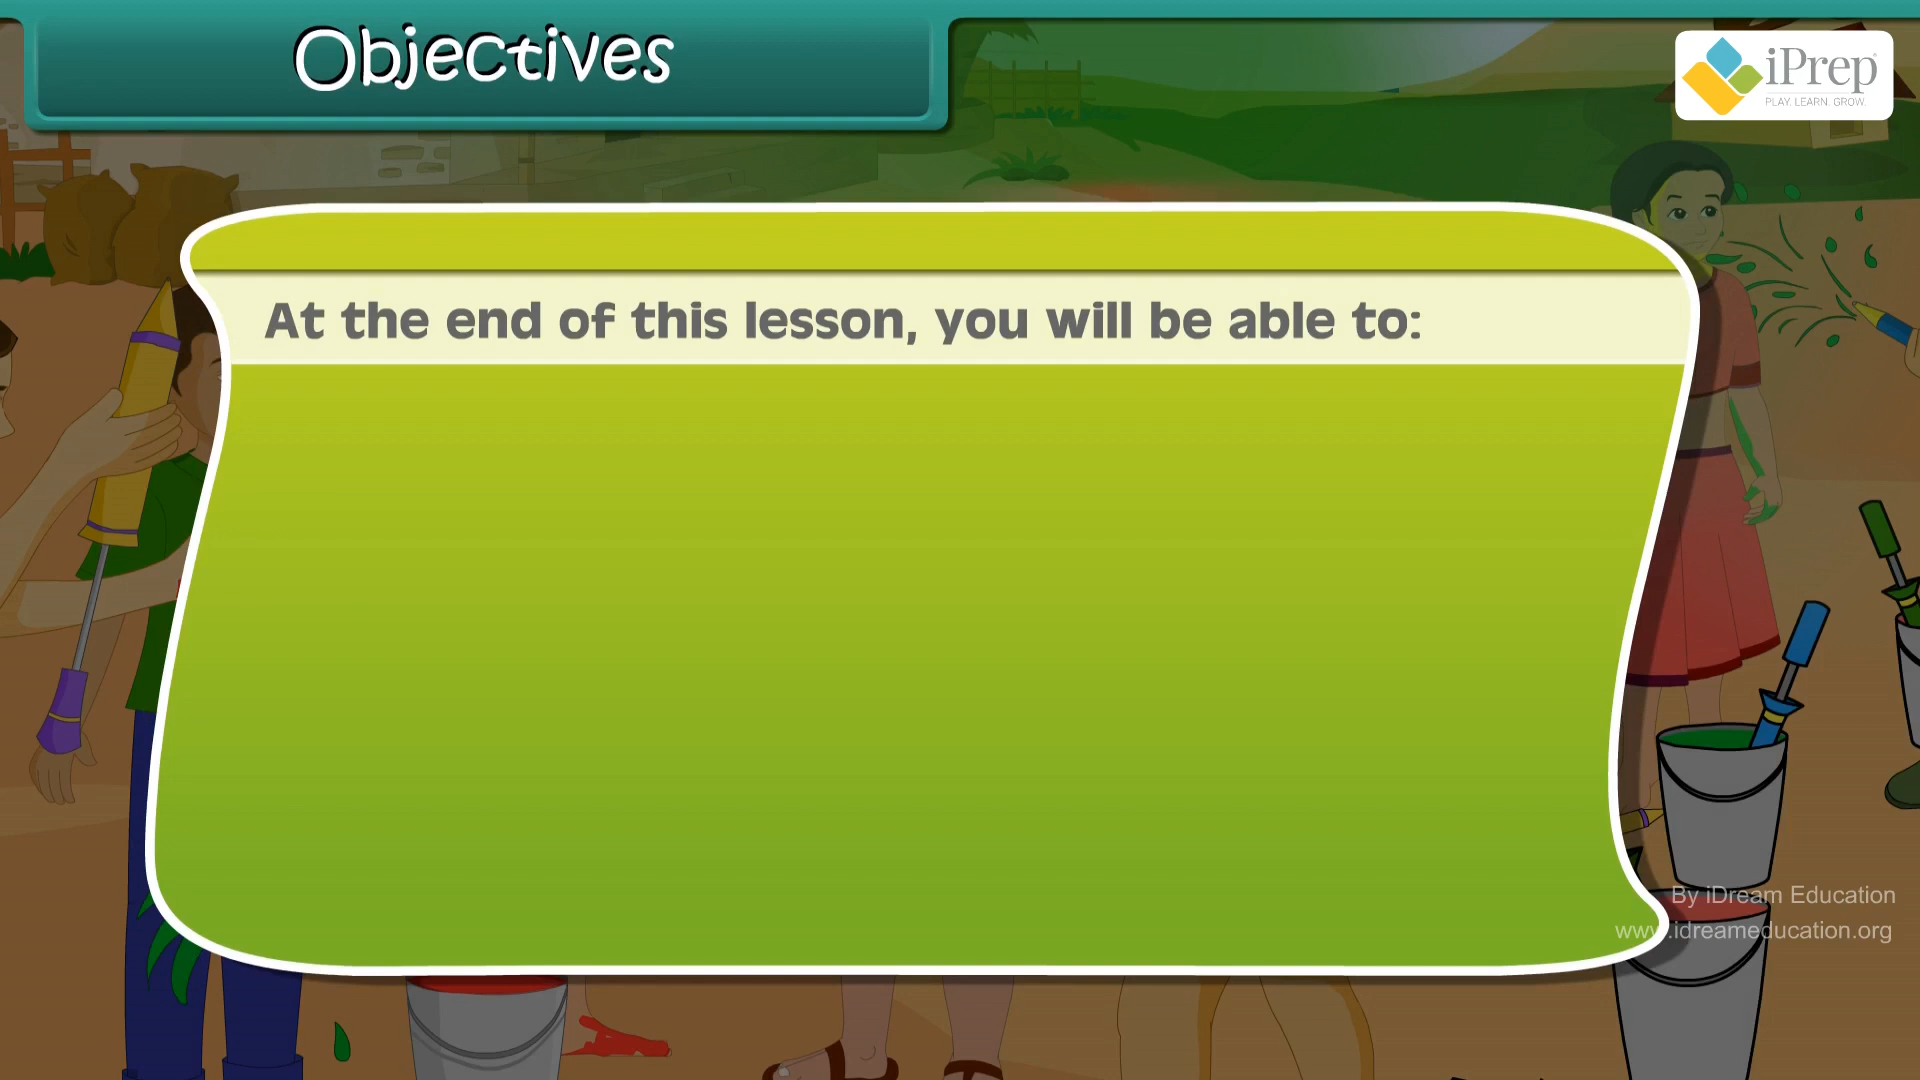 Objectives
iPrep
PLAY. LEARN. GROW.
At the end of this lesson, you will be able to:
By iDream Education
www.idreameducation.org